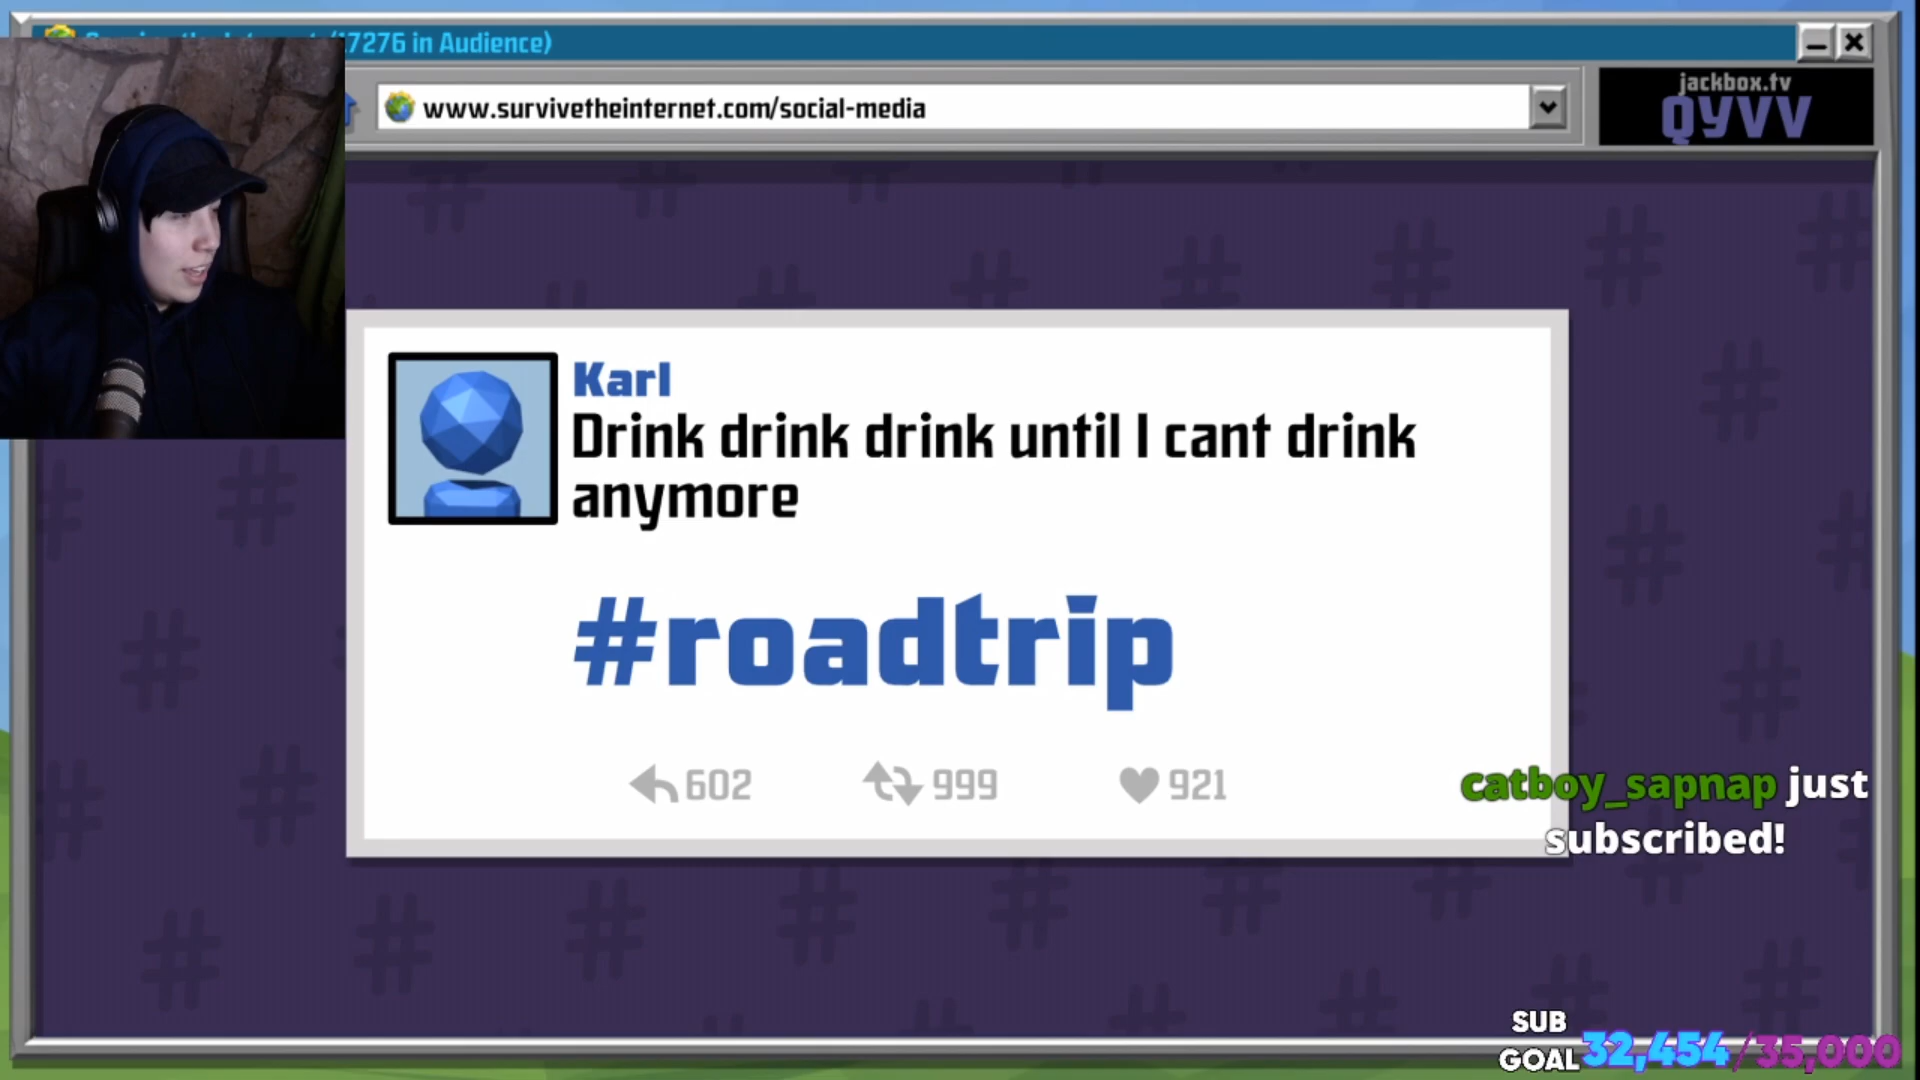 17276 in Audience)
www.survivetheinternet.com/social-media
jackbox.tv
QYVV
Karl
Drink drink drink until I cant drink
anymore
#roadtrip
602 999 921
catboy_sapnap just
subscribed!
SUB
GOAL 32,454/35,000